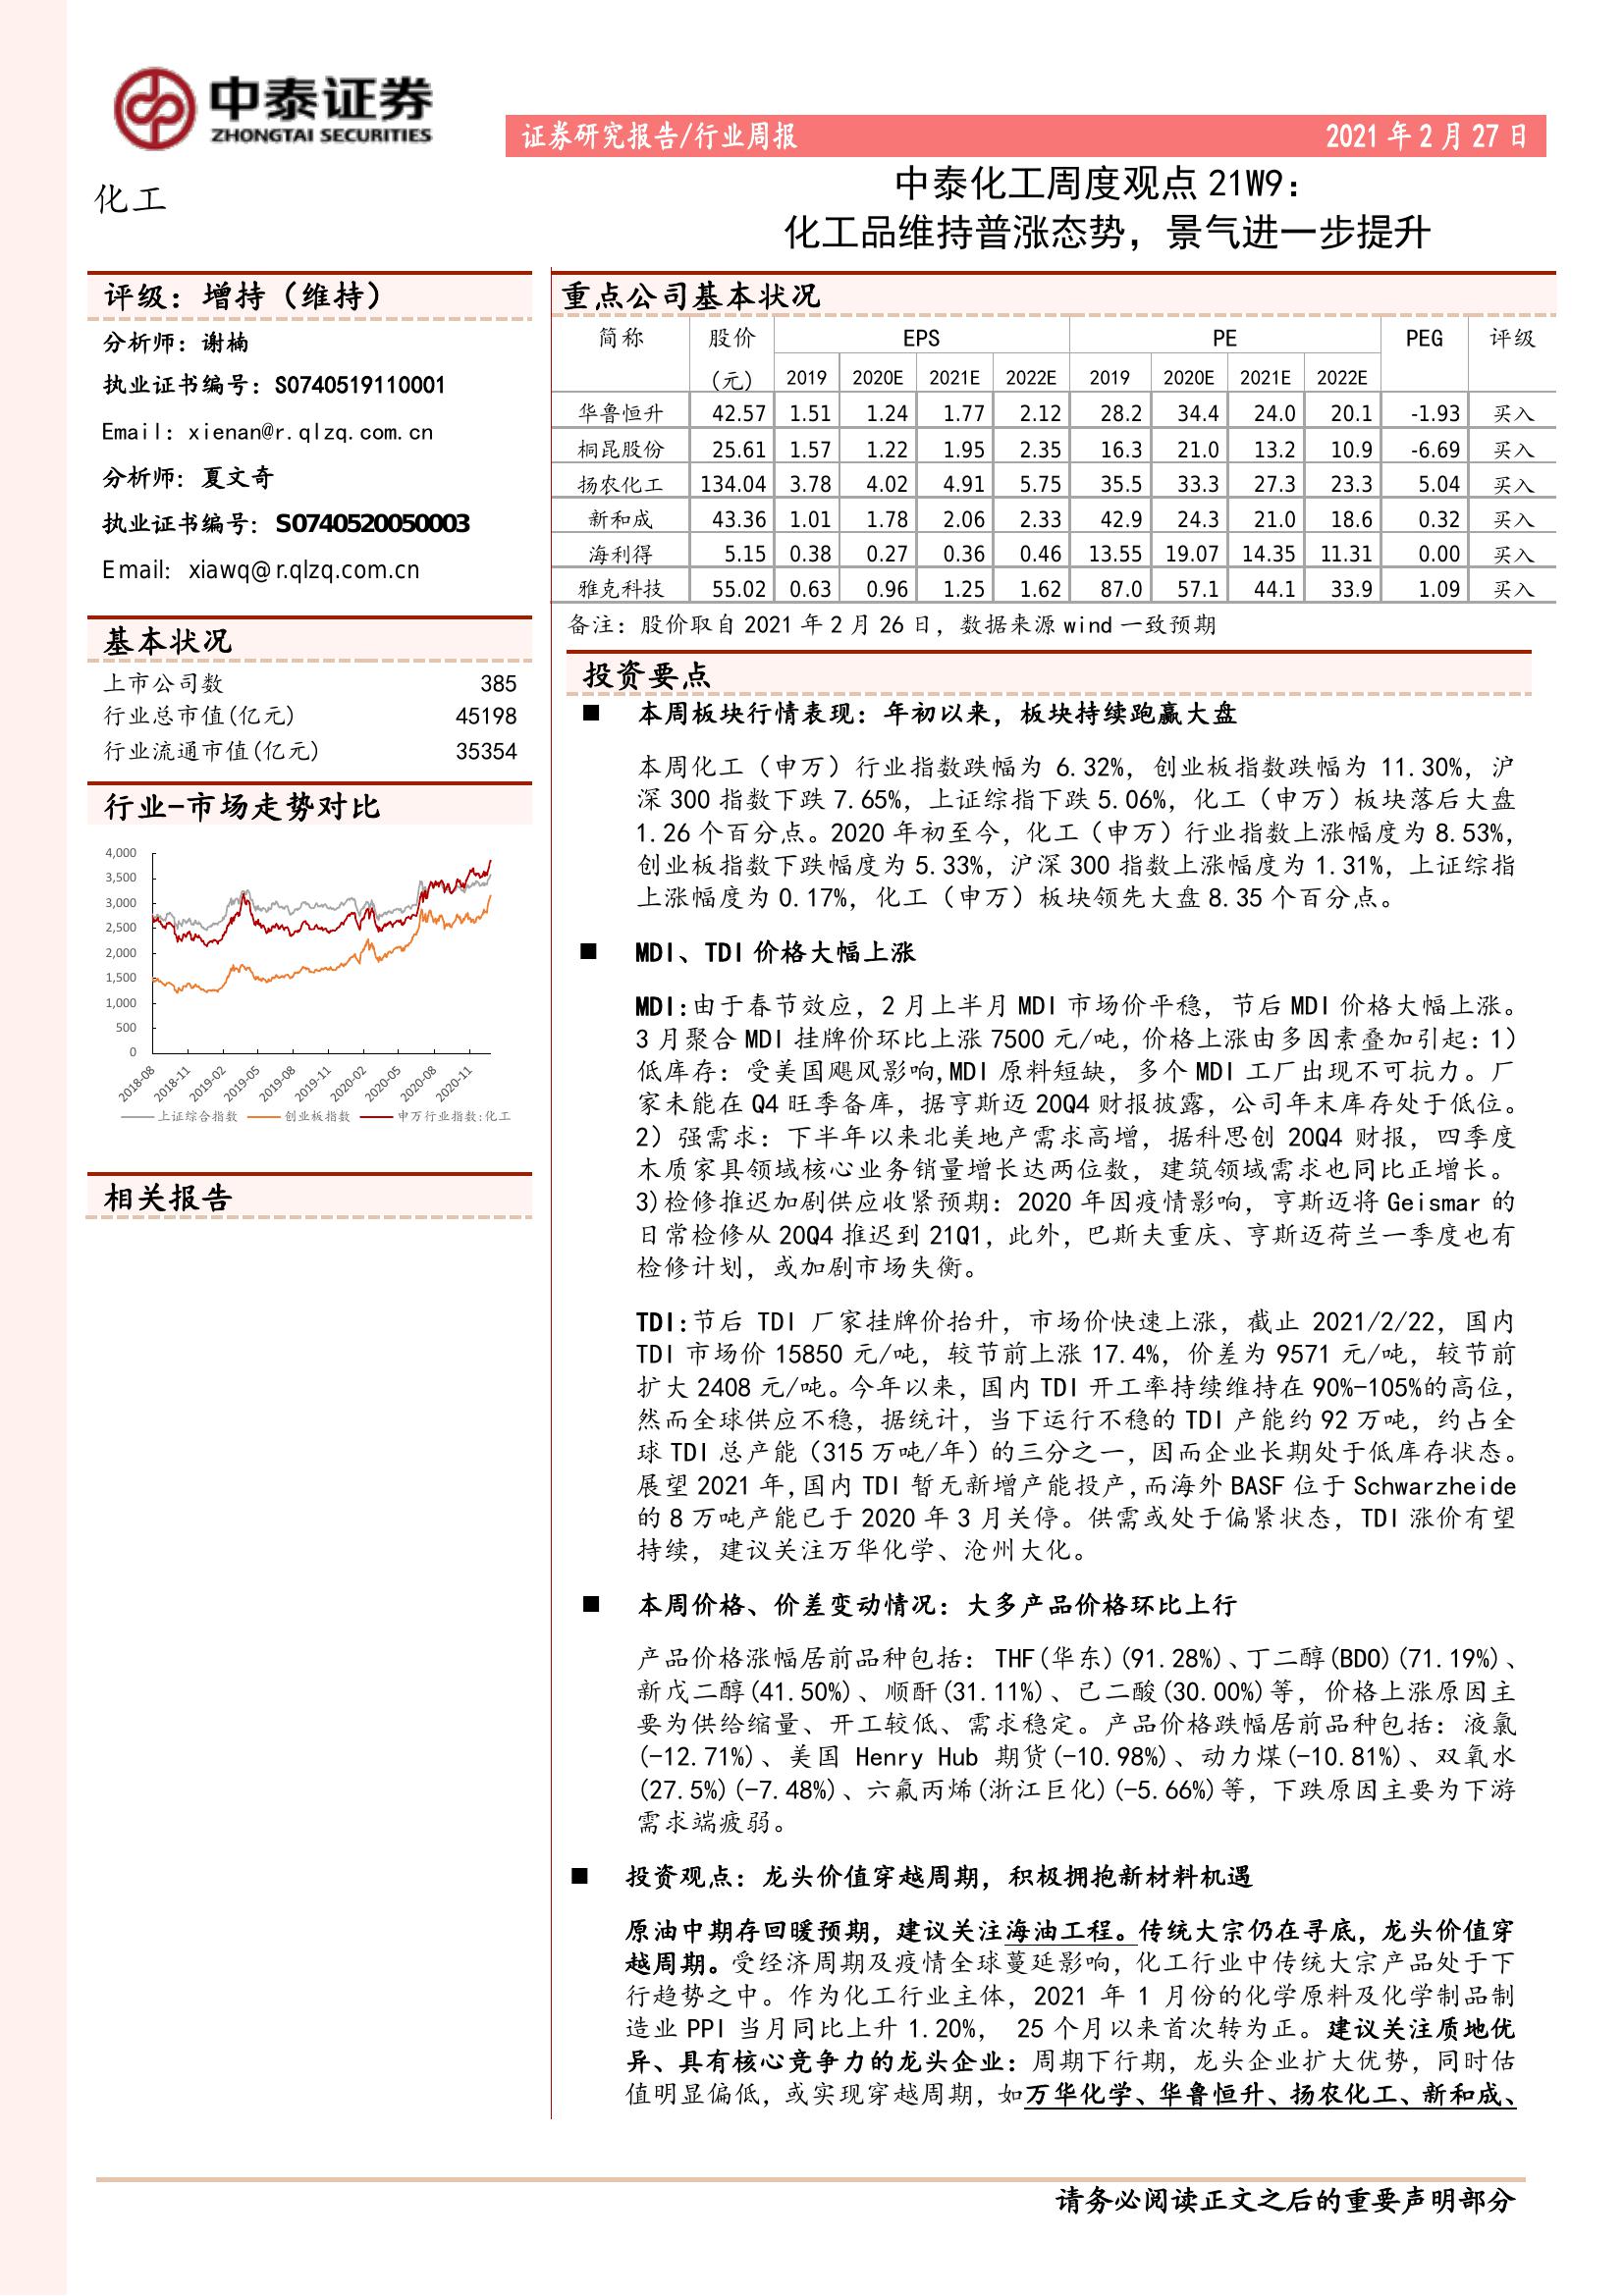 中泰证券
ZHONGTAI SECURITIES
证券研究报告/行业周报 2021 年 2 月 27 日
化工
中泰化工周度观点 21W9：
化工品维持普涨态势，景气进一步提升
评级：增持（维持）
分析师：谢楠
执业证书编号：S0740519110001
Email：xienan@r.qlzq.com.cn
分析师：夏文奇
执业证书编号：S0740520050003
Email：xiawq@r.qlzq.com.cn
基本状况
上市公司数 385
行业总市值(亿元) 45198
行业流通市值(亿元) 35354
行业-市场走势对比
4,000
3,500
3,000
2,500
2,000
1,500
1,000
500
0
2018-08 2018-11 2019-02 2019-05 2019-08 2019-11 2020-02 2020-05 2020-08 2020-11
上证综合指数 创业板指数 申万行业指数:化工
相关报告
重点公司基本状况
简称 股价 EPS PE PEG 评级
(元) 2019 2020E 2021E 2022E 2019 2020E 2021E 2022E
华鲁恒升 42.57 1.51 1.24 1.77 2.12 28.2 34.4 24.0 20.1 -1.93 买入
桐昆股份 25.61 1.57 1.22 1.95 2.35 16.3 21.0 13.2 10.9 -6.69 买入
扬农化工 134.04 3.78 4.02 4.91 5.75 35.5 33.3 27.3 23.3 5.04 买入
新和成 43.36 1.01 1.78 2.06 2.33 42.9 24.3 21.0 18.6 0.32 买入
海利得 5.15 0.38 0.27 0.36 0.46 13.55 19.07 14.35 11.31 0.00 买入
雅克科技 55.02 0.63 0.96 1.25 1.62 87.0 57.1 44.1 33.9 1.09 买入
备注：股价取自 2021 年 2 月 26 日，数据来源 wind 一致预期
投资要点
■ 本周板块行情表现：年初以来，板块持续跑赢大盘
本周化工（申万）行业指数跌幅为 6.32%，创业板指数跌幅为 11.30%，沪
深 300 指数下跌 7.65%，上证综指下跌 5.06%，化工（申万）板块落后大盘
1.26 个百分点。2020 年初至今，化工（申万）行业指数上涨幅度为 8.53%，
创业板指数下跌幅度为 5.33%，沪深 300 指数上涨幅度为 1.31%，上证综指
上涨幅度为 0.17%，化工（申万）板块领先大盘 8.35 个百分点。
■ MDI、TDI 价格大幅上涨
MDI:由于春节效应，2 月上半月 MDI 市场价平稳，节后 MDI 价格大幅上涨。
3 月聚合 MDI 挂牌价环比上涨 7500 元/吨，价格上涨由多因素叠加引起：1）
低库存：受美国飓风影响,MDI 原料短缺，多个 MDI 工厂出现不可抗力。厂
家未能在 Q4 旺季备库，据亨斯迈 20Q4 财报披露，公司年末库存处于低位。
2）强需求：下半年以来北美地产需求高增，据科思创 20Q4 财报，四季度
木质家具领域核心业务销量增长达两位数，建筑领域需求也同比正增长。
3)检修推迟加剧供应收紧预期：2020 年因疫情影响，亨斯迈将 Geismar 的
日常检修从 20Q4 推迟到 21Q1，此外，巴斯夫重庆、亨斯迈荷兰一季度也有
检修计划，或加剧市场失衡。
TDI:节后 TDI 厂家挂牌价抬升，市场价快速上涨，截止 2021/2/22，国内
TDI 市场价 15850 元/吨，较节前上涨 17.4%，价差为 9571 元/吨，较节前
扩大 2408 元/吨。今年以来，国内 TDI 开工率持续维持在 90%-105%的高位，
然而全球供应不稳，据统计，当下运行不稳的 TDI 产能约 92 万吨，约占全
球 TDI 总产能（315 万吨/年）的三分之一，因而企业长期处于低库存状态。
展望 2021 年,国内 TDI 暂无新增产能投产,而海外 BASF 位于 Schwarzheide
的 8 万吨产能已于 2020 年 3 月关停。供需或处于偏紧状态，TDI 涨价有望
持续，建议关注万华化学、沧州大化。
■ 本周价格、价差变动情况：大多产品价格环比上行
产品价格涨幅居前品种包括： THF(华东)(91.28%)、丁二醇(BDO)(71.19%)、
新戊二醇(41.50%)、顺酐(31.11%)、己二酸(30.00%)等，价格上涨原因主
要为供给缩量、开工较低、需求稳定。产品价格跌幅居前品种包括：液氯
(-12.71%)、美国 Henry Hub 期货(-10.98%)、动力煤(-10.81%)、双氧水
(27.5%)(-7.48%)、六氟丙烯(浙江巨化)(-5.66%)等，下跌原因主要为下游
需求端疲弱。
■ 投资观点：龙头价值穿越周期，积极拥抱新材料机遇
原油中期存回暖预期，建议关注海油工程。传统大宗仍在寻底，龙头价值穿
越周期。受经济周期及疫情全球蔓延影响，化工行业中传统大宗产品处于下
行趋势之中。作为化工行业主体，2021 年 1 月份的化学原料及化学制品制
造业 PPI 当月同比上升 1.20%， 25 个月以来首次转为正。建议关注质地优
异、具有核心竞争力的龙头企业：周期下行期，龙头企业扩大优势，同时估
值明显偏低，或实现穿越周期，如万华化学、华鲁恒升、扬农化工、新和成、
请务必阅读正文之后的重要声明部分